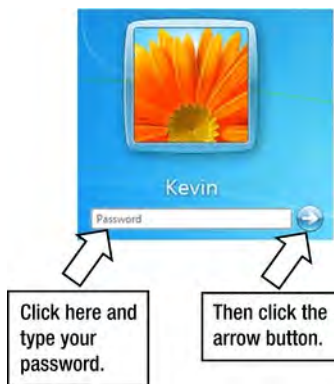 Kevin
Password
Click here and
type your
password.
Then click the
arrow button.